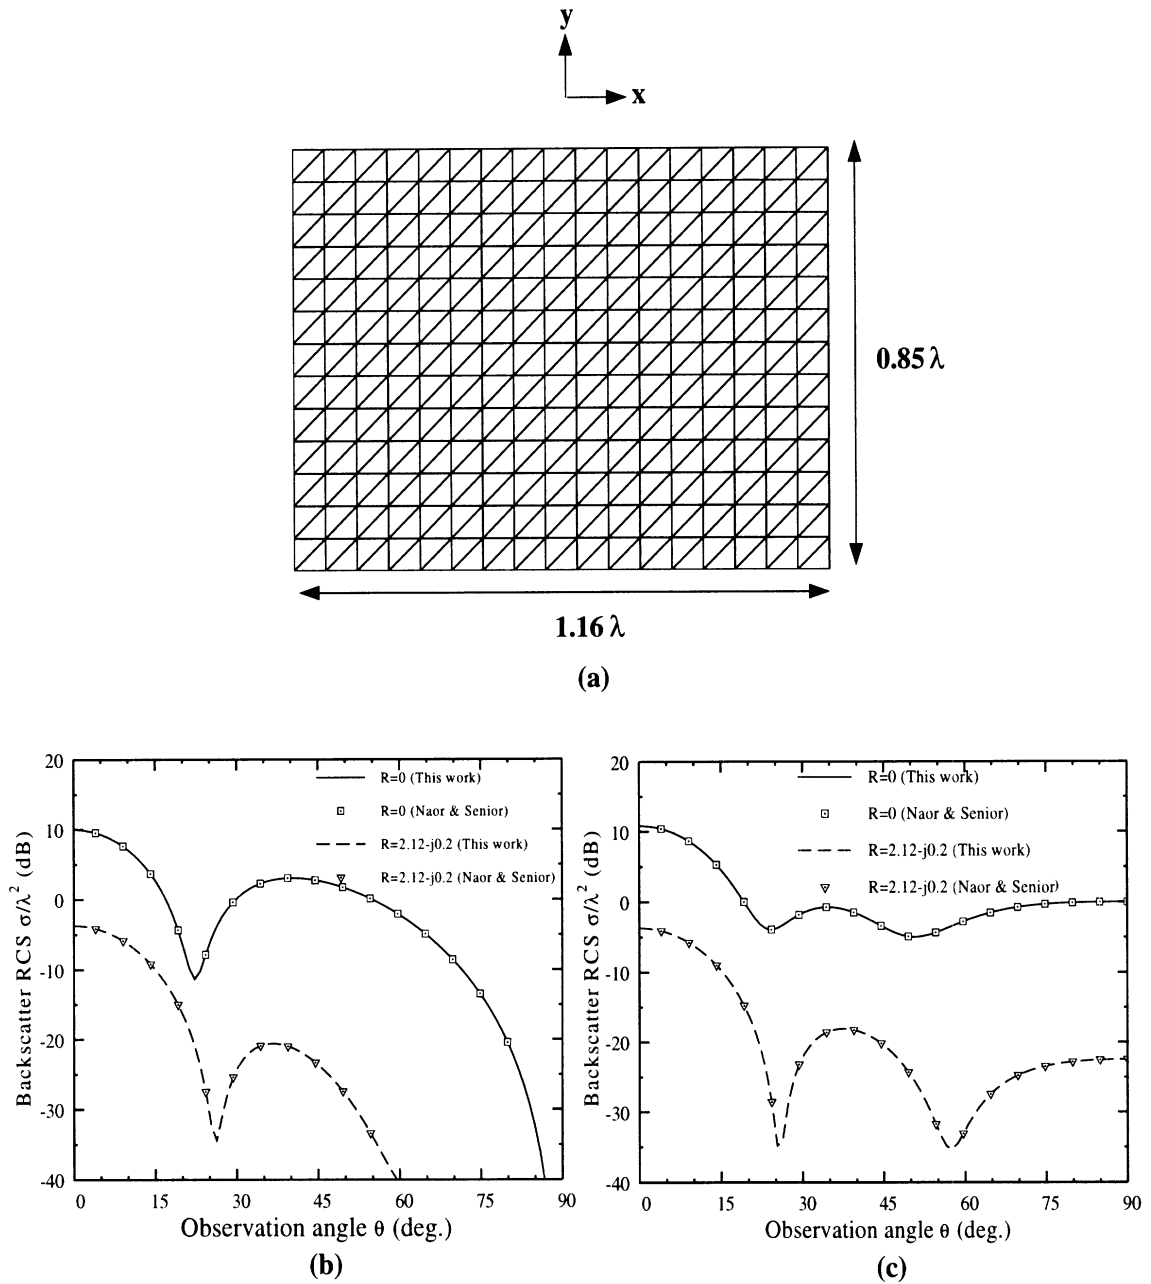 y
x
0.85 λ
1.16 λ
(a)
20
10
0
-10
-20
-30
-40
Backscatter RCS σ/λ² (dB)
R=0 (This work)
R=0 (Naor & Senior)
R=2.12-j0.2 (This work)
R=2.12-j0.2 (Naor & Senior)
0 15 30 45 60 75 90
Observation angle θ (deg.)
(b)
20
10
0
-10
-20
-30
-40
Backscatter RCS σ/λ² (dB)
R=0 (This work)
R=0 (Naor & Senior)
R=2.12-j0.2 (This work)
R=2.12-j0.2 (Naor & Senior)
0 15 30 45 60 75 90
Observation angle θ (deg.)
(c)